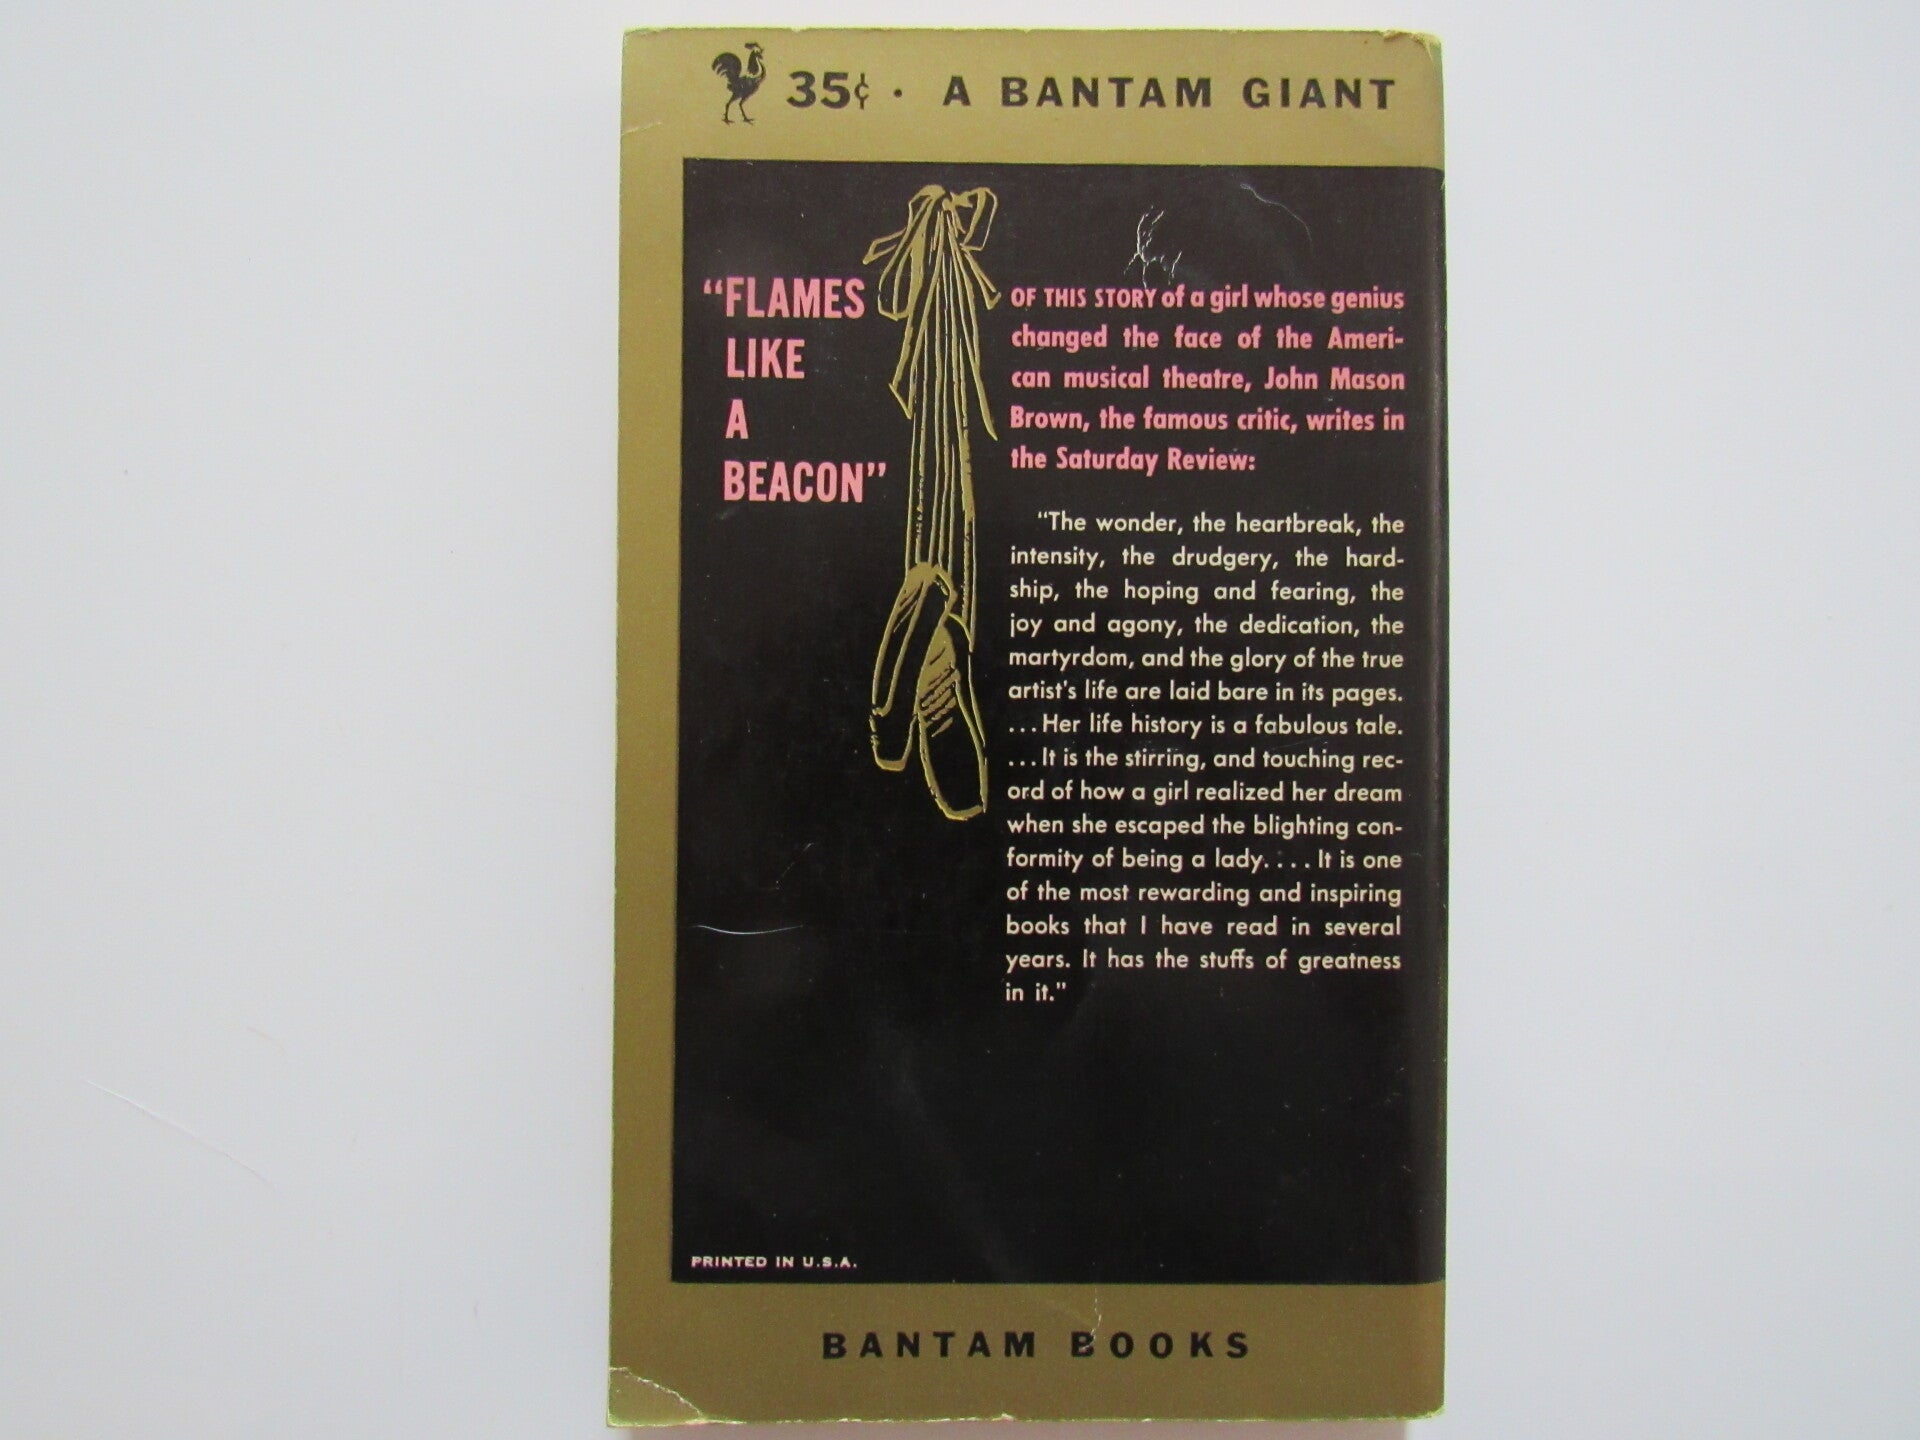 35¢ · A BANTAM GIANT
“FLAMES
LIKE
A
BEACON”
OF THIS STORY of a girl whose genius
changed the face of the Ameri-
can musical theatre, John Mason
Brown, the famous critic, writes in
the Saturday Review:
“The wonder, the heartbreak, the
intensity, the drudgery, the hard-
ship, the hoping and fearing, the
joy and agony, the dedication, the
martyrdom, and the glory of the true
artist's life are laid bare in its pages.
...Her life history is a fabulous tale.
...It is the stirring, and touching rec-
ord of how a girl realized her dream
when she escaped the blighting con-
formity of being a lady....It is one
of the most rewarding and inspiring
books that I have read in several
years. It has the stuffs of greatness
in it.”
PRINTED IN U.S.A.
BANTAM BOOKS